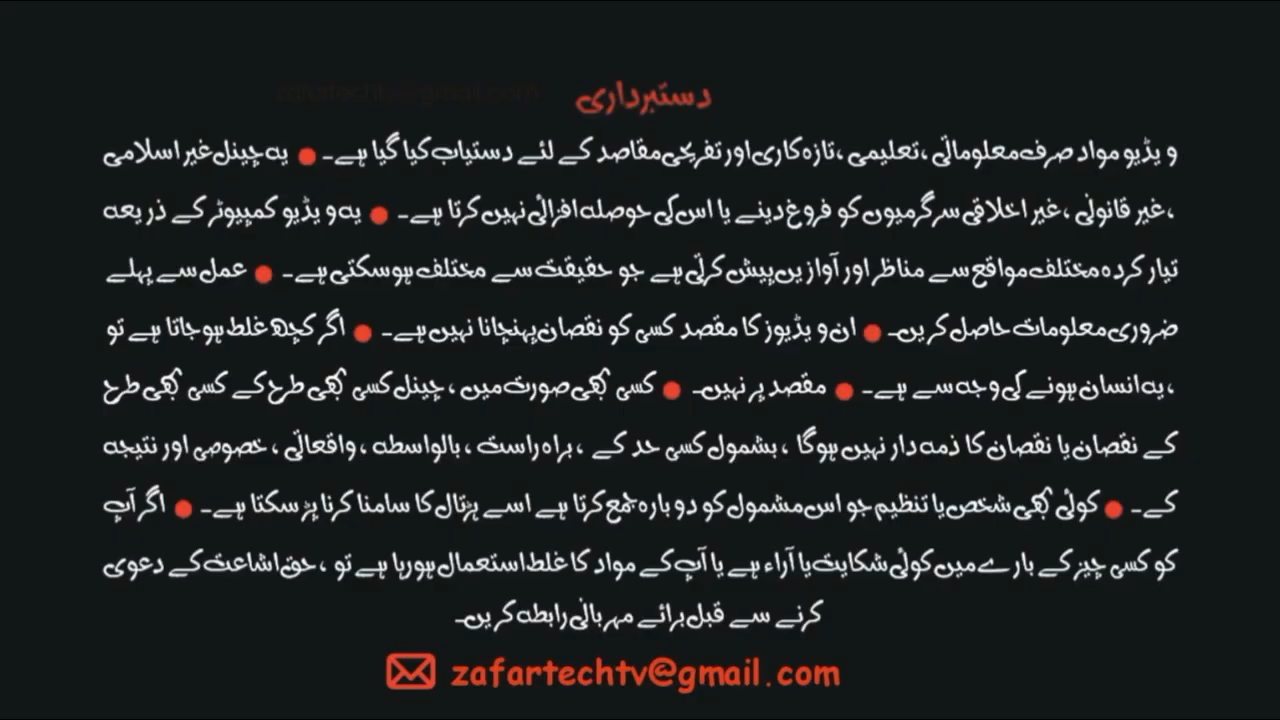 دستبرداری
ویڈیو مواد صرف معلوماتی ،تعلیمی ،تازہ کاری اور تفریحی مقاصد کے لئے دستیاب کیا گیا ہے۔ ● یہ چینل غیر اسلامی
،غیر قانونی ،غیر اخلاقی سرگرمیوں کو فروغ دینے یا اس کی حوصلہ افزائی نہیں کرتا ہے۔ ● یہ ویڈیو کمپیوٹر کے ذریعہ
تیار کردہ مختلف مواقع سے مناظر اور آوازیں پیش کرتی ہے جو حقیقت سے مختلف ہوسکتی ہے۔ ● عمل سے پہلے
ضروری معلومات حاصل کریں۔ ● ان ویڈیوز کا مقصد کسی کو نقصان پہنچانا نہیں ہے۔ ● اگر کچھ غلط ہوجاتا ہے تو
،یہ انسان ہونے کی وجہ سے ہے۔ ● مقصد پر نہیں۔ ● کسی بھی صورت میں ، چینل کسی بھی طرح کے کسی بھی طرح
کے نقصان یا نقصان کا ذمہ دار نہیں ہوگا ، بشمول کسی حد کے ، براہ راست ، بالواسطہ ، واقعاتی ، خصوصی اور نتیجہ
کے۔ ● کوئی بھی شخص یا تنظیم جو اس مشمول کو دوبارہ جمع کرتا ہے اسے ہڑتال کا سامنا کرنا پڑ سکتا ہے۔ ● اگر آپ
کو کسی چیز کے بارے میں کوئی شکایت یا آراء ہے یا آپ کے مواد کا غلط استعمال ہورہا ہے تو ، حق اشاعت کے دعوی
کرنے سے قبل برائے مہربانی رابطہ کریں۔
zafartechtv@gmail.com